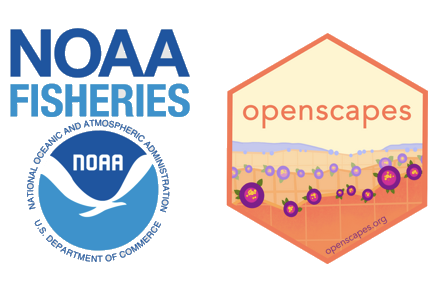 NOAA
FISHERIES
NATIONAL OCEANIC AND ATMOSPHERIC ADMINISTRATION
NOAA
U.S. DEPARTMENT OF COMMERCE
openscapes
openscapes.org